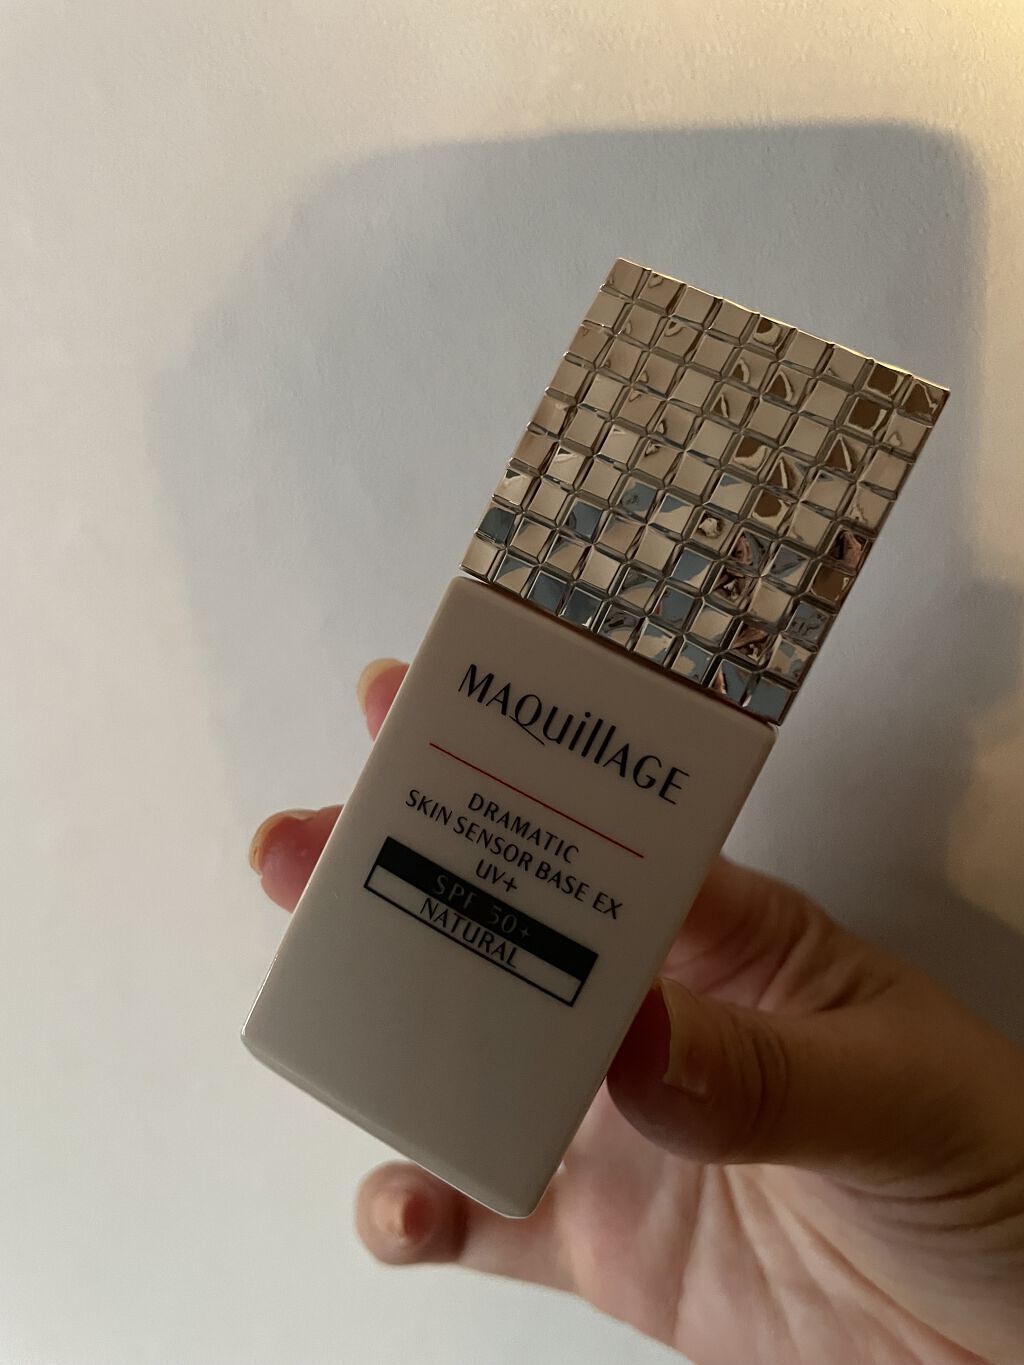 MAQuillAGE
DRAMATIC
SKIN SENSOR BASE EX
UV+
SPF 50+
NATURAL